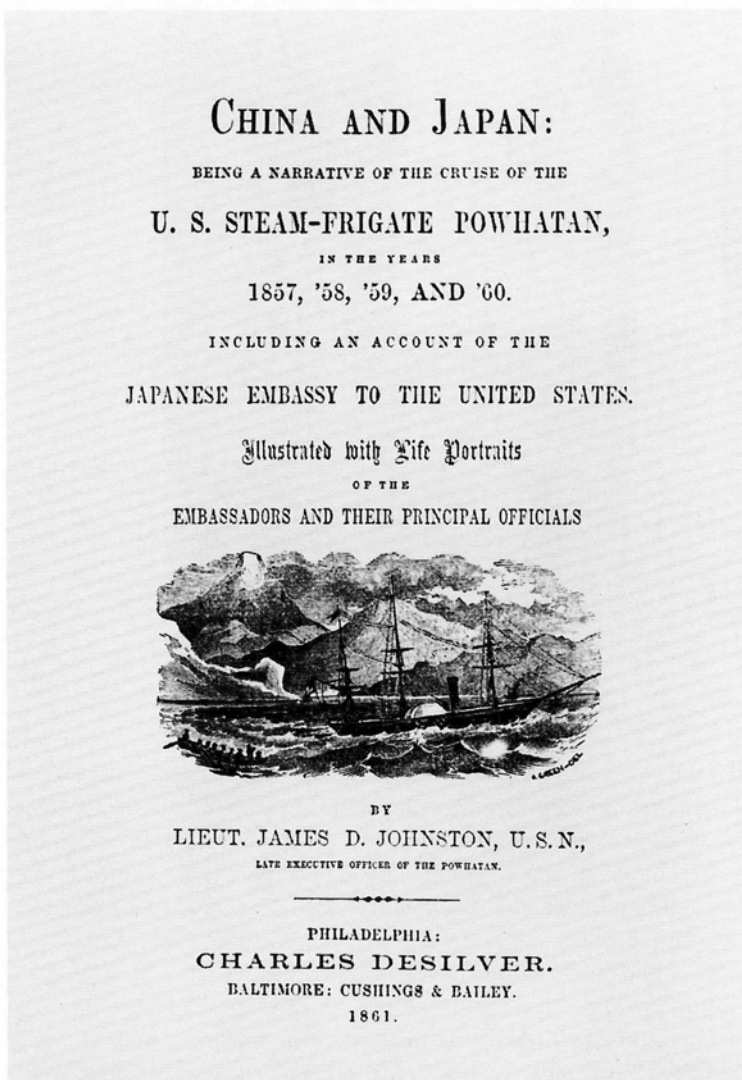 CHINA AND JAPAN:
BEING A NARRATIVE OF THE CRUISE OF THE
U. S. STEAM-FRIGATE POWHATAN,
IN THE YEARS
1857, '58, '59, AND '60.
INCLUDING AN ACCOUNT OF THE
JAPANESE EMBASSY TO THE UNITED STATES.
Illustrated with Life Portraits
OF THE
EMBASSADORS AND THEIR PRINCIPAL OFFICIALS
BY
LIEUT. JAMES D. JOHNSTON, U. S. N.,
LATE EXECUTIVE OFFICER OF THE POWHATAN.
PHILADELPHIA:
CHARLES DESILVER.
BALTIMORE: CUSHINGS & BAILEY.
1861.